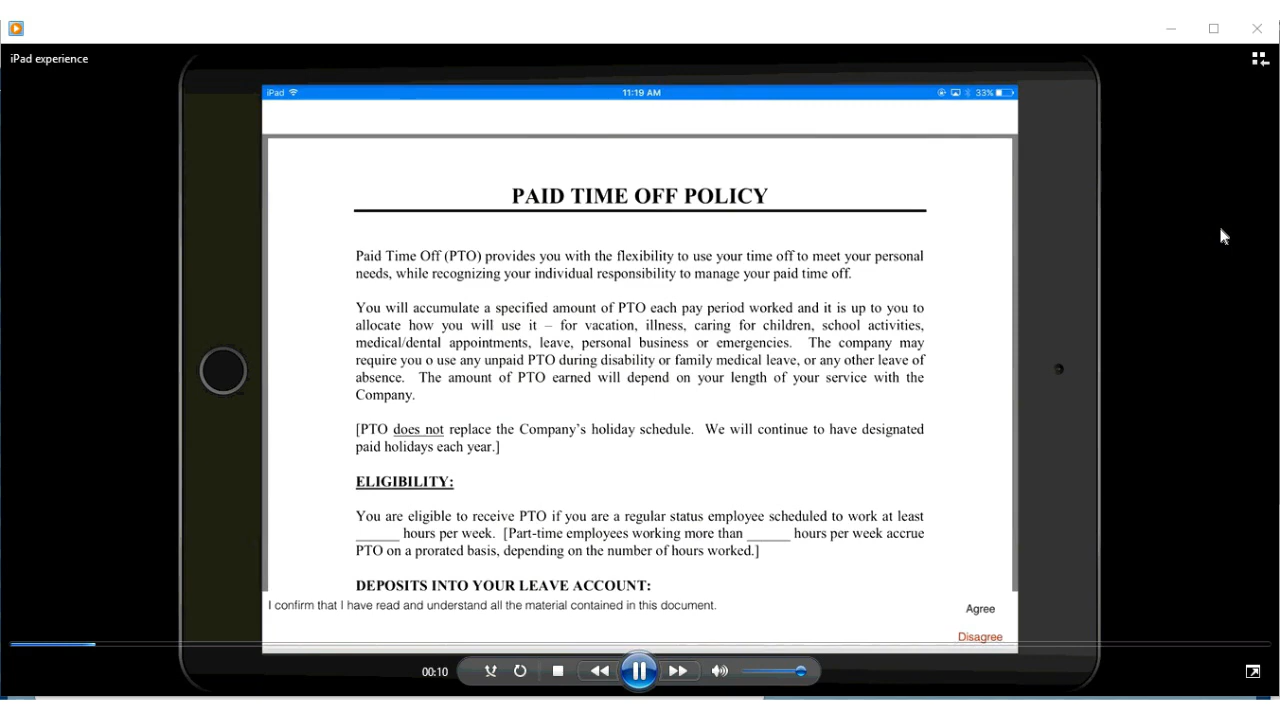 iPad experience
iPad
11:19 AM
33%
PAID TIME OFF POLICY
Paid Time Off (PTO) provides you with the flexibility to use your time off to meet your personal
needs, while recognizing your individual responsibility to manage your paid time off.
You will accumulate a specified amount of PTO each pay period worked and it is up to you to
allocate how you will use it – for vacation, illness, caring for children, school activities,
medical/dental appointments, leave, personal business or emergencies. The company may
require you o use any unpaid PTO during disability or family medical leave, or any other leave of
absence. The amount of PTO earned will depend on your length of your service with the
Company.
[PTO does not replace the Company's holiday schedule. We will continue to have designated
paid holidays each year.]
ELIGIBILITY:
You are eligible to receive PTO if you are a regular status employee scheduled to work at least
______ hours per week. [Part-time employees working more than ______ hours per week accrue
PTO on a prorated basis, depending on the number of hours worked.]
DEPOSITS INTO YOUR LEAVE ACCOUNT:
I confirm that I have read and understand all the material contained in this document.
Agree
Disagree
00:10